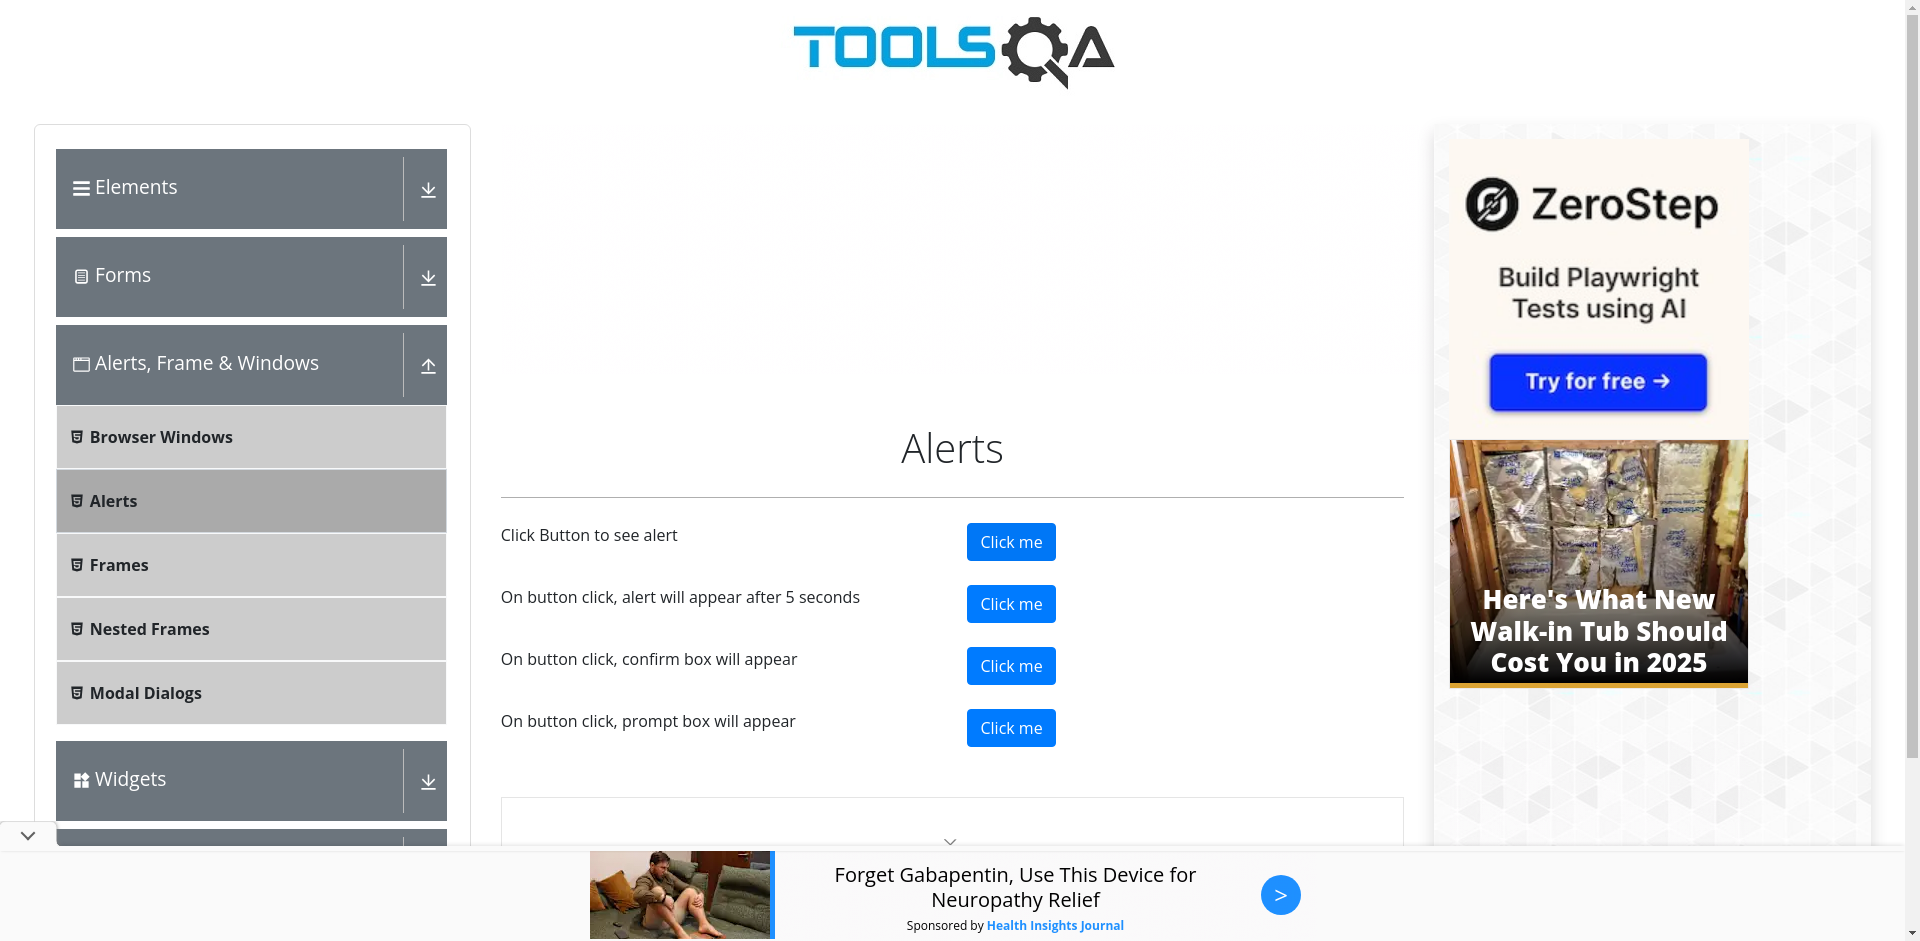 TOOLSQA
Elements
Forms
Alerts, Frame & Windows
Browser Windows
Alerts
Frames
Nested Frames
Modal Dialogs
Widgets
Alerts
Click Button to see alert
Click me
On button click, alert will appear after 5 seconds
Click me
On button click, confirm box will appear
Click me
On button click, prompt box will appear
Click me
ZeroStep
Build Playwright
Tests using AI
Try for free →
Here's What New
Walk-in Tub Should
Cost You in 2025
Forget Gabapentin, Use This Device for
Neuropathy Relief
Sponsored by Health Insights Journal
>